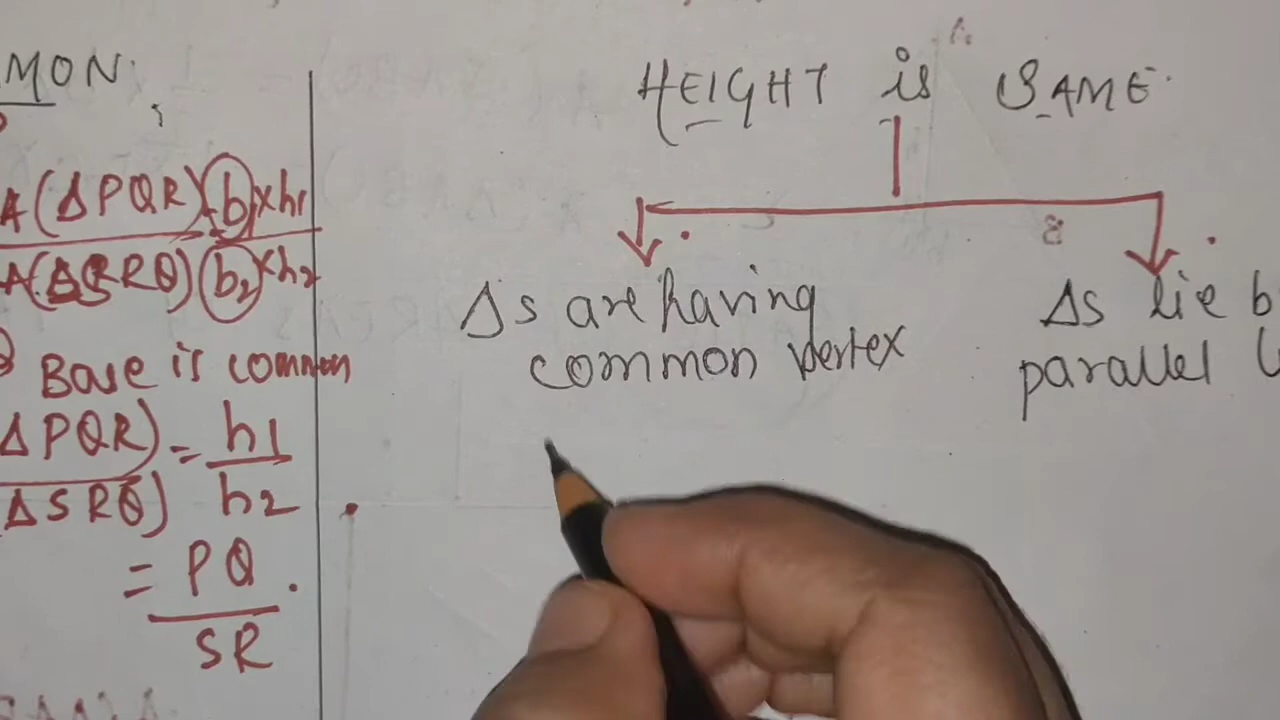 MON.
A(ΔPQR) b1×h1
A(ΔSRQ) b2×h2
Base is common
ΔPQR) = h1
ΔSRQ) h2
= PQ.
SR
HEIGHT is SAME.
Δs are having
common vertex
Δs lie b
parallel